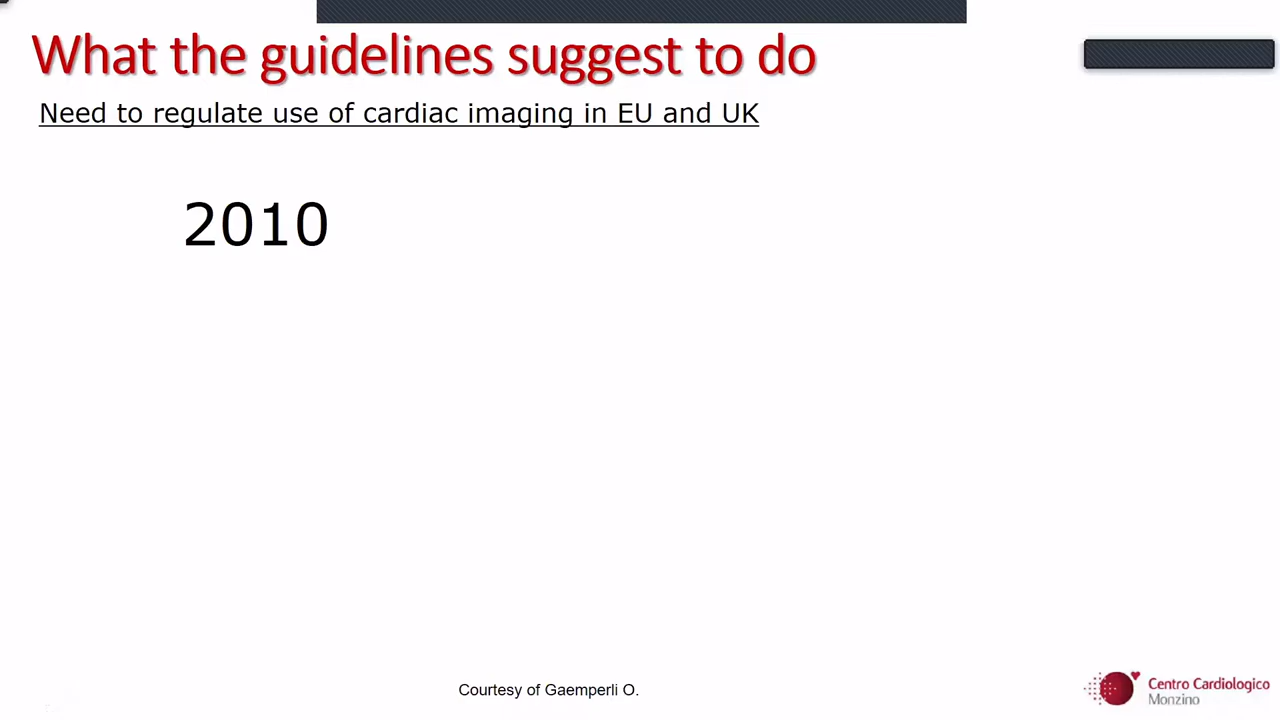 What the guidelines suggest to do
Need to regulate use of cardiac imaging in EU and UK
2010
Courtesy of Gaemperli O.
Centro Cardiologico
Monzino